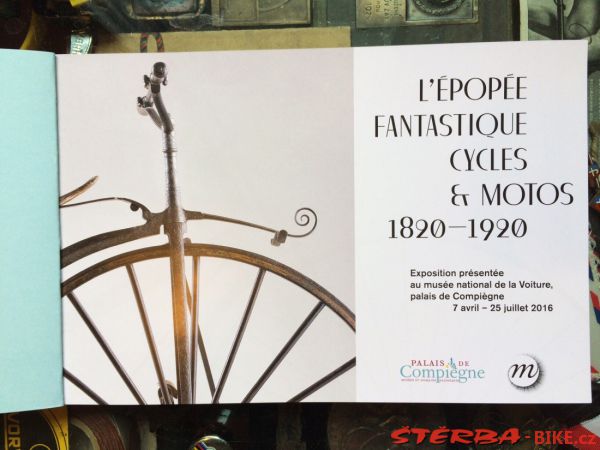 L'ÉPOPÉE
FANTASTIQUE
CYCLES
& MOTOS
1820–1920
Exposition présentée
au musée national de la Voiture,
palais de Compiègne
7 avril – 25 juillet 2016
PALAIS DE
Compiègne
m
ŠTĚRBA-BIKE.cz